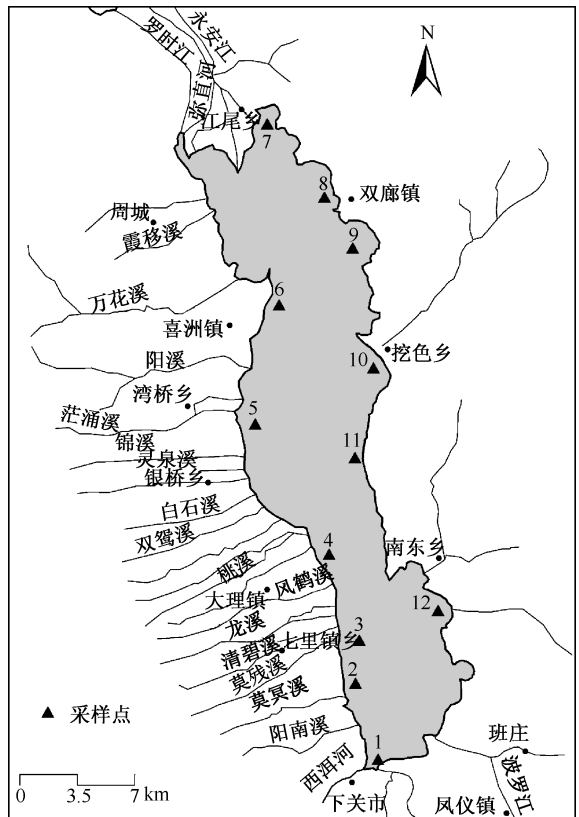 永安江
罗时江
弥苴河
N
江尾乡
7
8
双廊镇
周城
霞移溪
9
万花溪
6
喜洲镇
挖色乡
阳溪
10
湾桥乡
茫涌溪
5
锦溪
灵泉溪
11
银桥乡
白石溪
双鸳溪
4
南东乡
桃溪
风鹤溪
大理镇
12
龙溪
3
七里镇乡
清碧溪
莫残溪
2
莫冥溪
▲ 采样点
阳南溪
班庄
1
西洱河
波罗江
0 3.5 7 km
下关市
凤仪镇